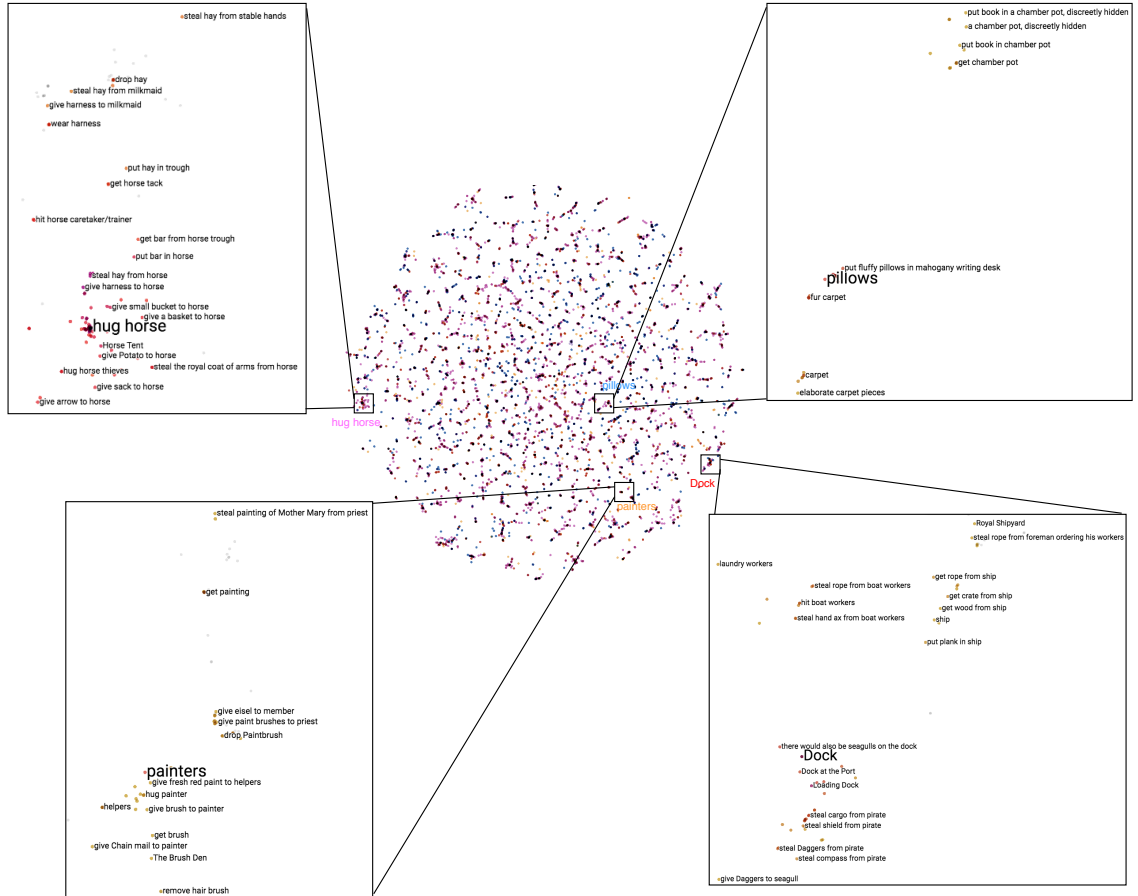 steal hay from stable hands
drop hay
steal hay from milkmaid
give harness to milkmaid
wear harness
put hay in trough
get horse tack
hit horse caretaker/trainer
get bar from horse trough
put bar in horse
steal hay from horse
give harness to horse
give small bucket to horse
give a basket to horse
hug horse
Horse Tent
give Potato to horse
steal the royal coat of arms from horse
hug horse thieves
give sack to horse
give arrow to horse
put book in a chamber pot, discreetly hidden
a chamber pot, discreetly hidden
put book in chamber pot
get chamber pot
put fluffy pillows in mahogany writing desk
pillows
fur carpet
carpet
elaborate carpet pieces
pillows
hug horse
Dock
painters
steal painting of Mother Mary from priest
get painting
give eisel to member
give paint brushes to priest
drop Paintbrush
painters
give fresh red paint to helpers
hug painter
helpers
give brush to painter
get brush
give Chain mail to painter
The Brush Den
remove hair brush
Royal Shipyard
steal rope from foreman ordering his workers
laundry workers
get rope from ship
steal rope from boat workers
get crate from ship
hit boat workers
get wood from ship
steal hand ax from boat workers
ship
put plank in ship
there would also be seagulls on the dock
Dock
Dock at the Port
Loading Dock
steal cargo from pirate
steal shield from pirate
steal Daggers from pirate
steal compass from pirate
give Daggers to seagull